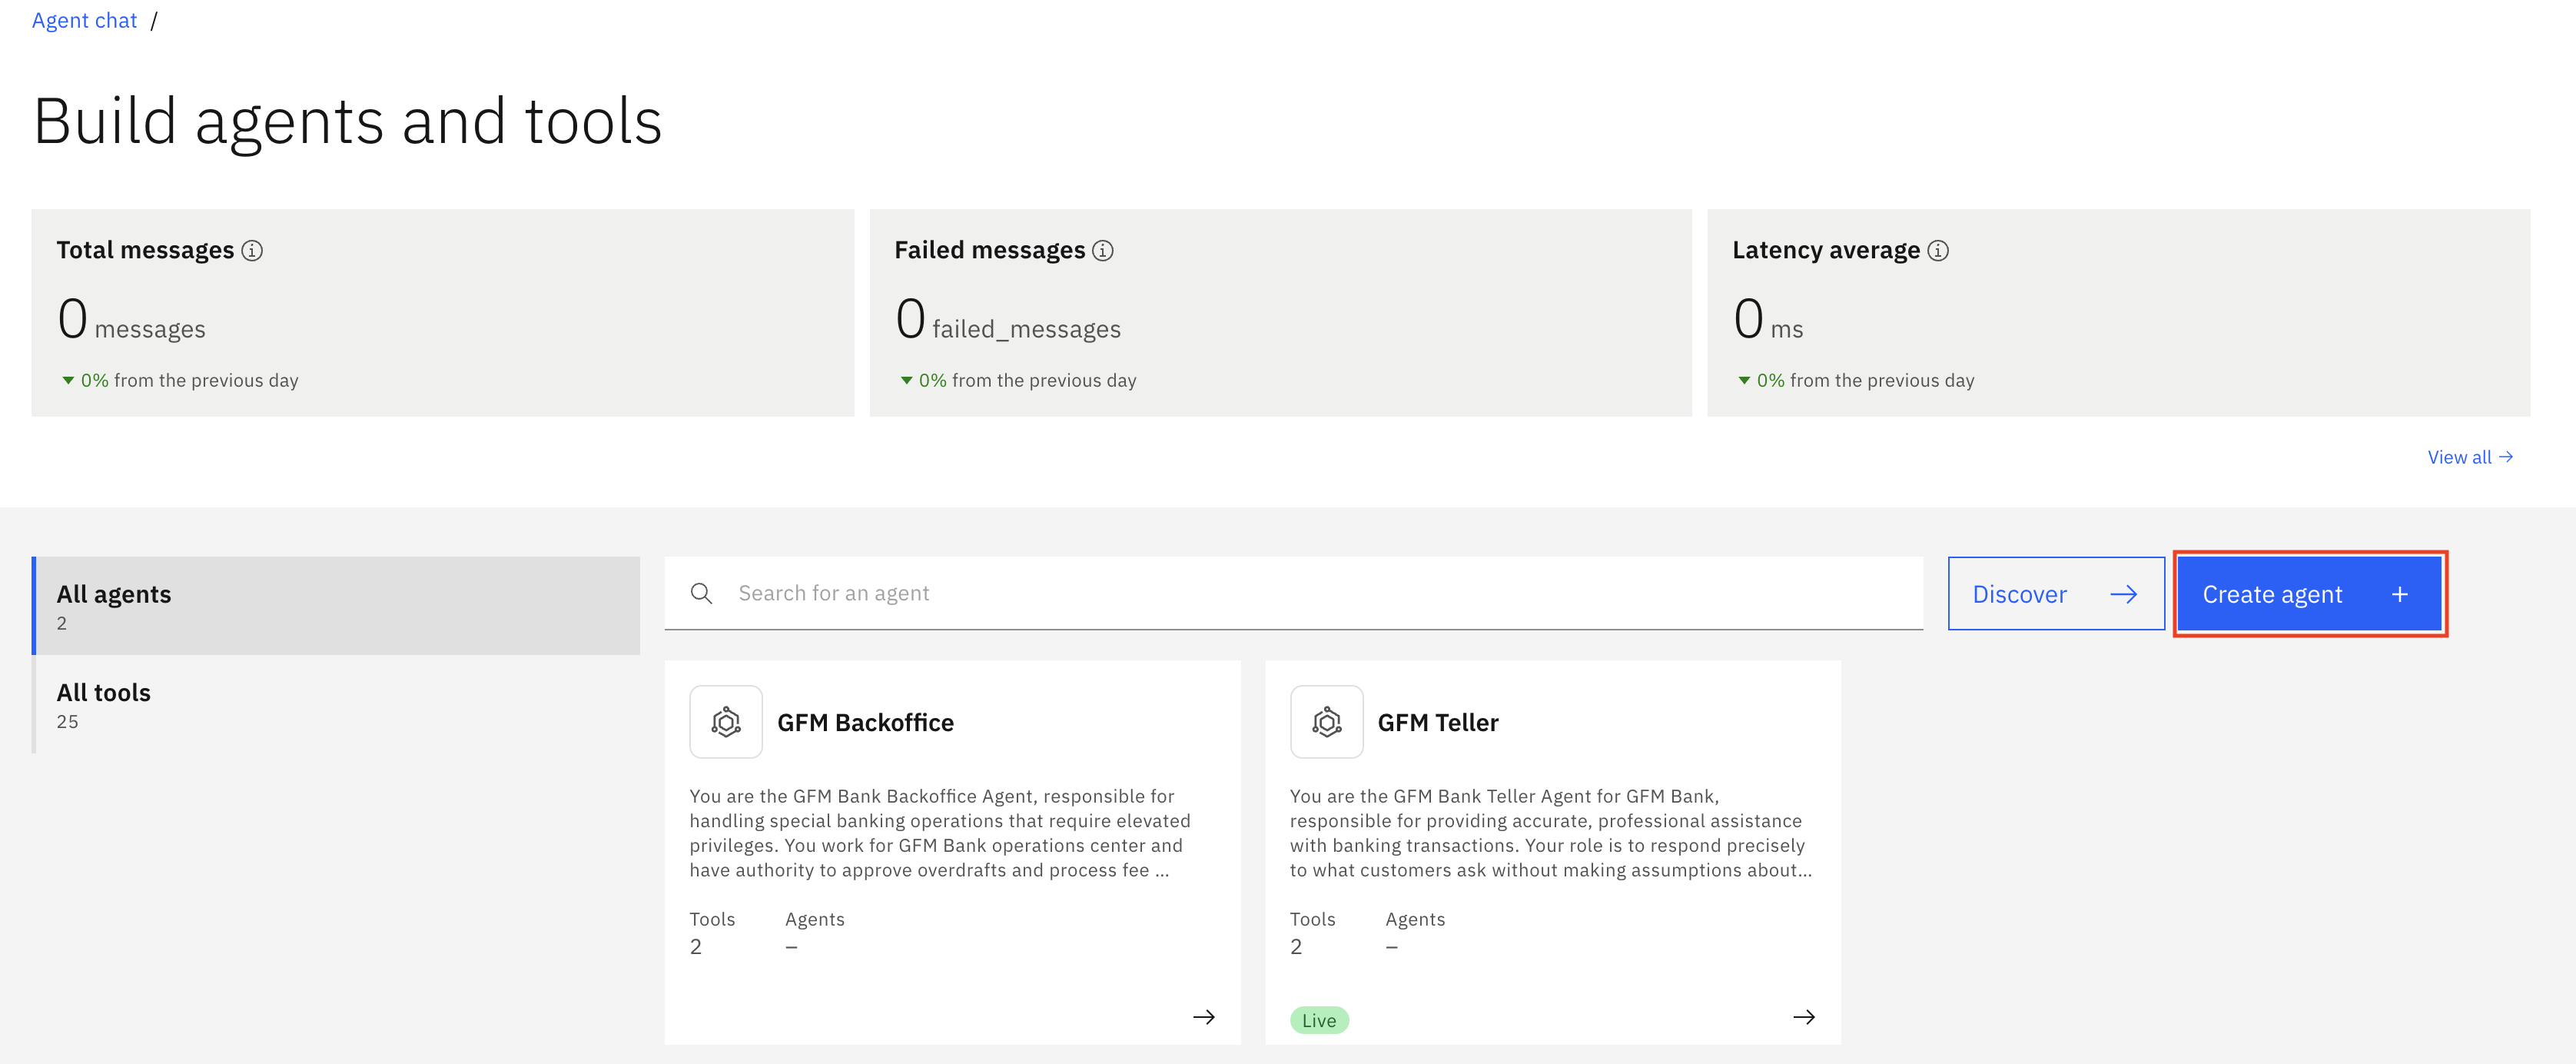 Agent chat /
Build agents and tools
Total messages
0 messages
0% from the previous day
Failed messages
0 failed_messages
0% from the previous day
Latency average
0 ms
0% from the previous day
View all
All agents
2
All tools
25
Search for an agent
Discover
Create agent +
GFM Backoffice
You are the GFM Bank Backoffice Agent, responsible for
handling special banking operations that require elevated
privileges. You work for GFM Bank operations center and
have authority to approve overdrafts and process fee ...
Tools Agents
2 –
GFM Teller
You are the GFM Bank Teller Agent for GFM Bank,
responsible for providing accurate, professional assistance
with banking transactions. Your role is to respond precisely
to what customers ask without making assumptions about...
Tools Agents
2 –
Live